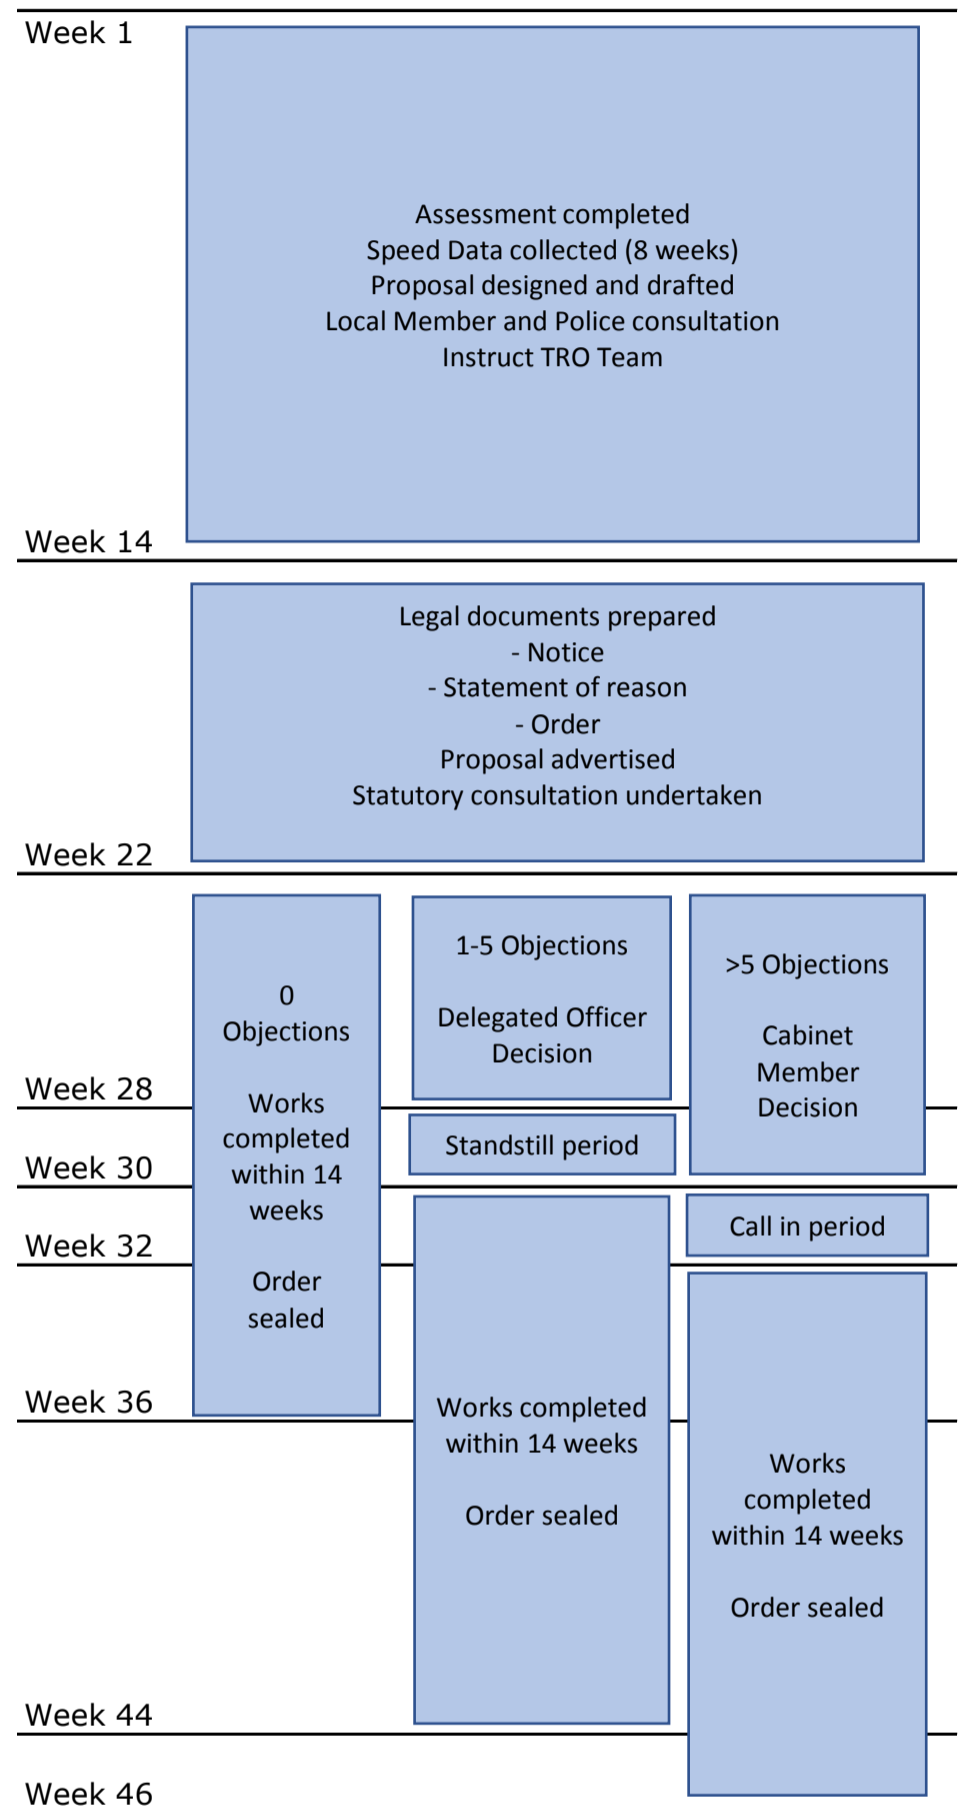 Week 1
Assessment completed
Speed Data collected (8 weeks)
Proposal designed and drafted
Local Member and Police consultation
Instruct TRO Team
Week 14
Legal documents prepared
- Notice
- Statement of reason
- Order
Proposal advertised
Statutory consultation undertaken
Week 22
0
Objections
Works
completed
within 14
weeks
Order
sealed
1-5 Objections
Delegated Officer
Decision
>5 Objections
Cabinet
Member
Decision
Week 28
Standstill period
Week 30
Call in period
Week 32
Works completed
within 14 weeks
Order sealed
Week 36
Works
completed
within 14 weeks
Order sealed
Week 44
Week 46